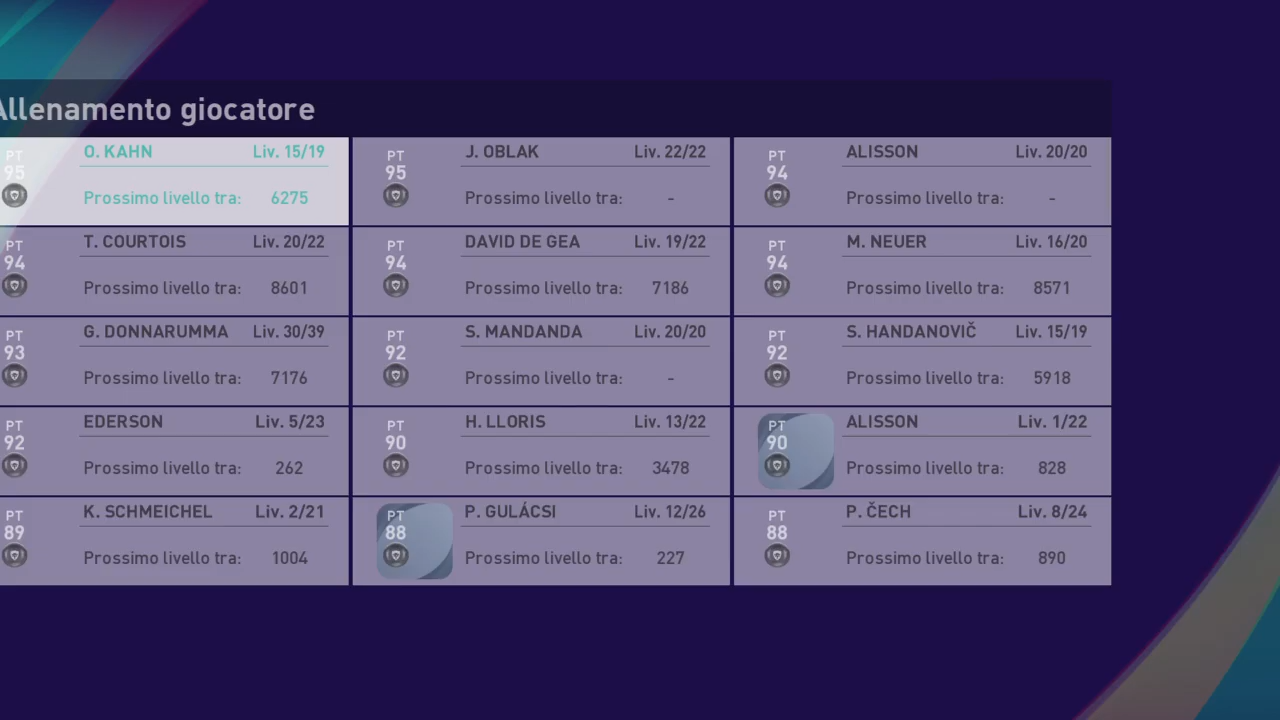 Allenamento giocatore
PT 95 O. KAHN Liv. 15/19
Prossimo livello tra: 6275
PT 95 J. OBLAK Liv. 22/22
Prossimo livello tra: -
PT 94 ALISSON Liv. 20/20
Prossimo livello tra: -
PT 94 T. COURTOIS Liv. 20/22
Prossimo livello tra: 8601
PT 94 DAVID DE GEA Liv. 19/22
Prossimo livello tra: 7186
PT 94 M. NEUER Liv. 16/20
Prossimo livello tra: 8571
PT 93 G. DONNARUMMA Liv. 30/39
Prossimo livello tra: 7176
PT 92 S. MANDANDA Liv. 20/20
Prossimo livello tra: -
PT 92 S. HANDANOVIČ Liv. 15/19
Prossimo livello tra: 5918
PT 92 EDERSON Liv. 5/23
Prossimo livello tra: 262
PT 90 H. LLORIS Liv. 13/22
Prossimo livello tra: 3478
PT 90 ALISSON Liv. 1/22
Prossimo livello tra: 828
PT 89 K. SCHMEICHEL Liv. 2/21
Prossimo livello tra: 1004
PT 88 P. GULÁCSI Liv. 12/26
Prossimo livello tra: 227
PT 88 P. ČECH Liv. 8/24
Prossimo livello tra: 890